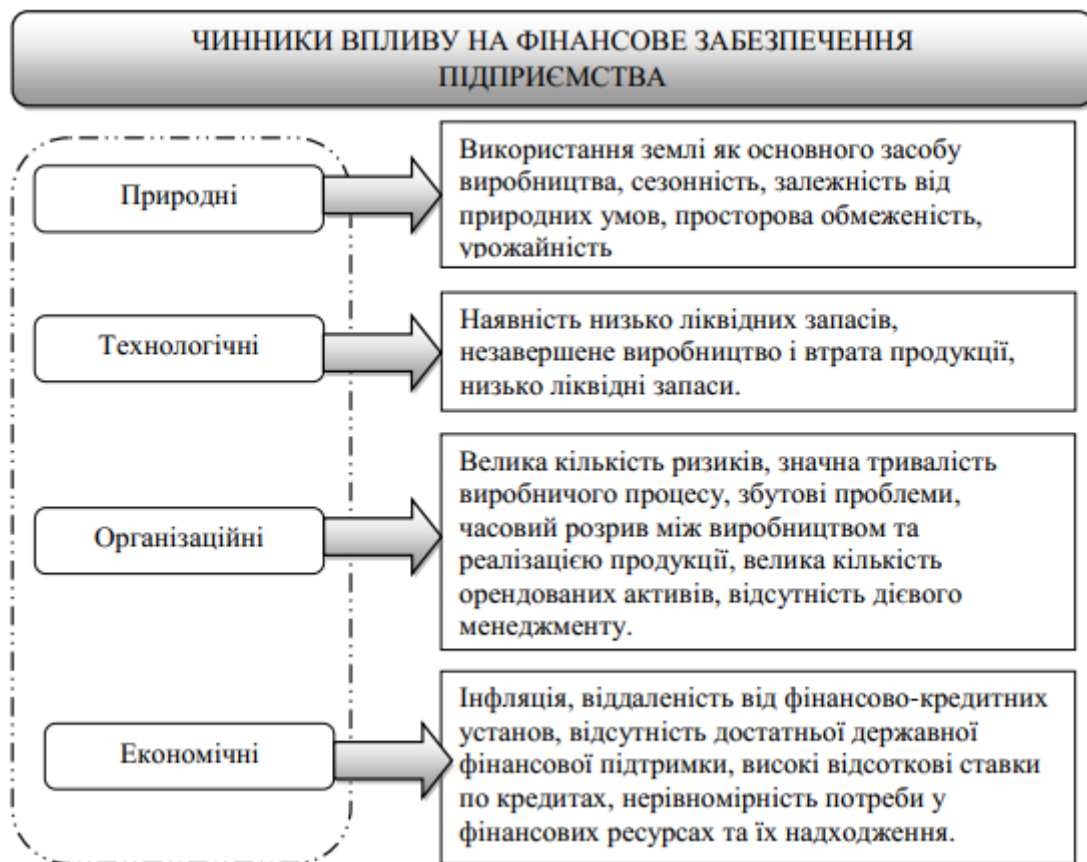 ЧИННИКИ ВПЛИВУ НА ФІНАНСОВЕ ЗАБЕЗПЕЧЕННЯ
ПІДПРИЄМСТВА
Природні
Використання землі як основного засобу
виробництва, сезонність, залежність від
природних умов, просторова обмеженість,
урожайність
Технологічні
Наявність низько ліквідних запасів,
незавершене виробництво і втрата продукції,
низько ліквідні запаси.
Організаційні
Велика кількість ризиків, значна тривалість
виробничого процесу, збутові проблеми,
часовий розрив між виробництвом та
реалізацією продукції, велика кількість
орендованих активів, відсутність дієвого
менеджменту.
Економічні
Інфляція, віддаленість від фінансово-кредитних
установ, відсутність достатньої державної
фінансової підтримки, високі відсоткові ставки
по кредитах, нерівномірність потреби у
фінансових ресурсах та їх надходження.